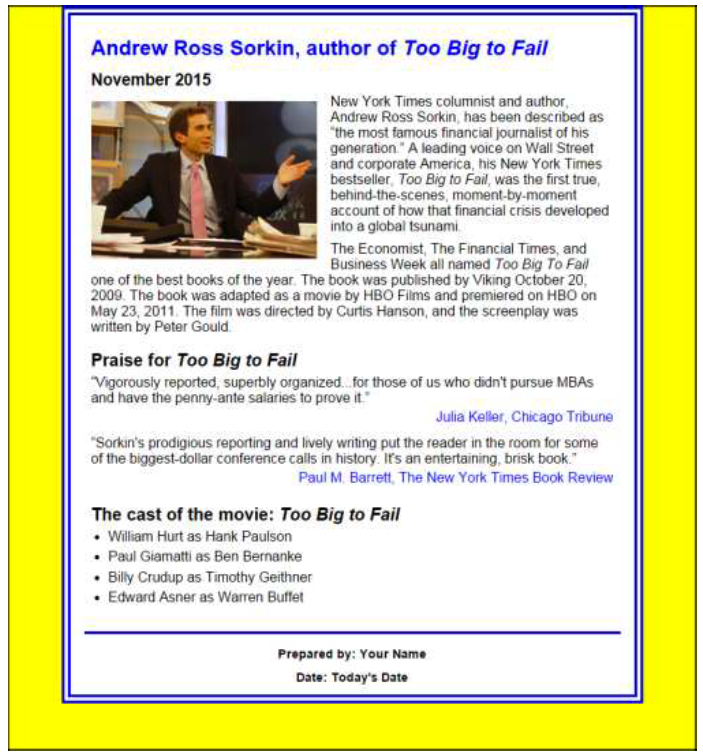 Andrew Ross Sorkin, author of Too Big to Fail
November 2015
New York Times columnist and author,
Andrew Ross Sorkin, has been described as
"the most famous financial journalist of his
generation." A leading voice on Wall Street
and corporate America, his New York Times
bestseller, Too Big to Fail, was the first true,
behind-the-scenes, moment-by-moment
account of how that financial crisis developed
into a global tsunami.
The Economist, The Financial Times, and
Business Week all named Too Big To Fail
one of the best books of the year. The book was published by Viking October 20,
2009. The book was adapted as a movie by HBO Films and premiered on HBO on
May 23, 2011. The film was directed by Curtis Hanson, and the screenplay was
written by Peter Gould.
Praise for Too Big to Fail
"Vigorously reported, superbly organized...for those of us who didn't pursue MBAs
and have the penny-ante salaries to prove it."
Julia Keller, Chicago Tribune
"Sorkin's prodigious reporting and lively writing put the reader in the room for some
of the biggest-dollar conference calls in history. It's an entertaining, brisk book."
Paul M. Barrett, The New York Times Book Review
The cast of the movie: Too Big to Fail
• William Hurt as Hank Paulson
• Paul Giamatti as Ben Bernanke
• Billy Crudup as Timothy Geithner
• Edward Asner as Warren Buffet
Prepared by: Your Name
Date: Today's Date